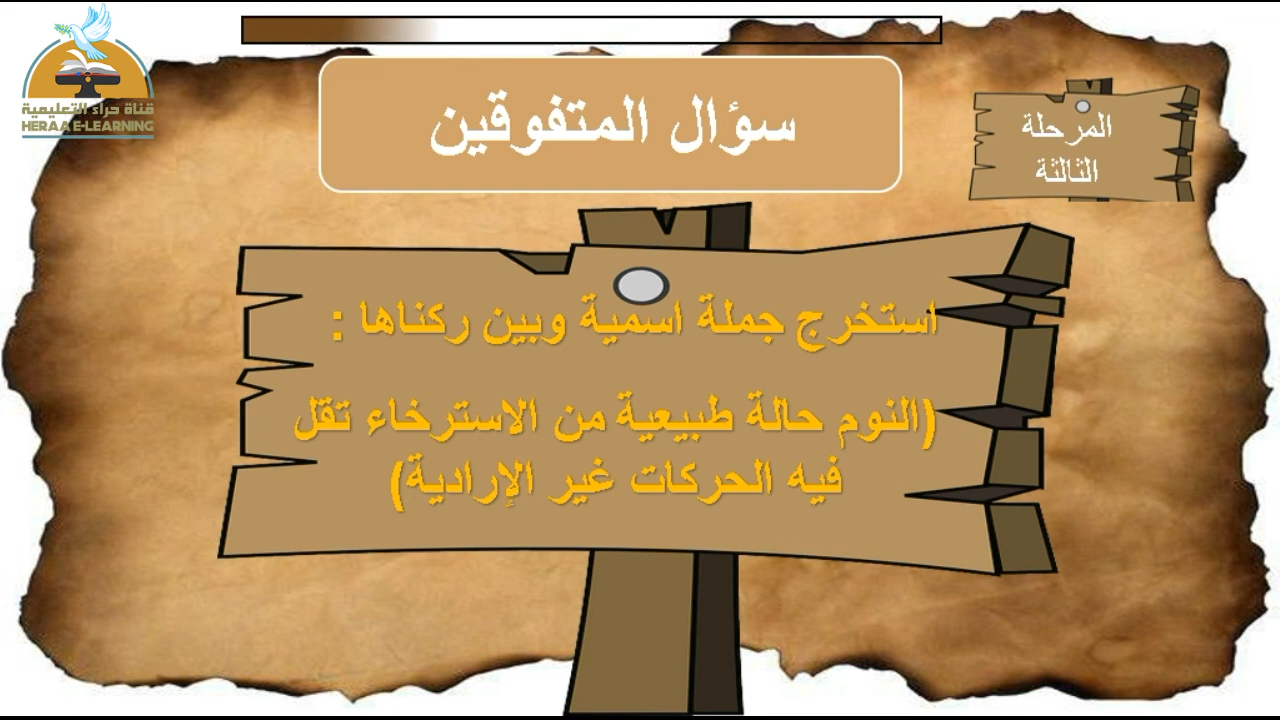 قناة حراء التعليمية
HERAA E-LEARNING
سؤال المتفوقين
المرحلة
الثالثة
استخرج جملة اسمية وبين ركناها :
(النوم حالة طبيعية من الاسترخاء تقل
فيه الحركات غير الإرادية)